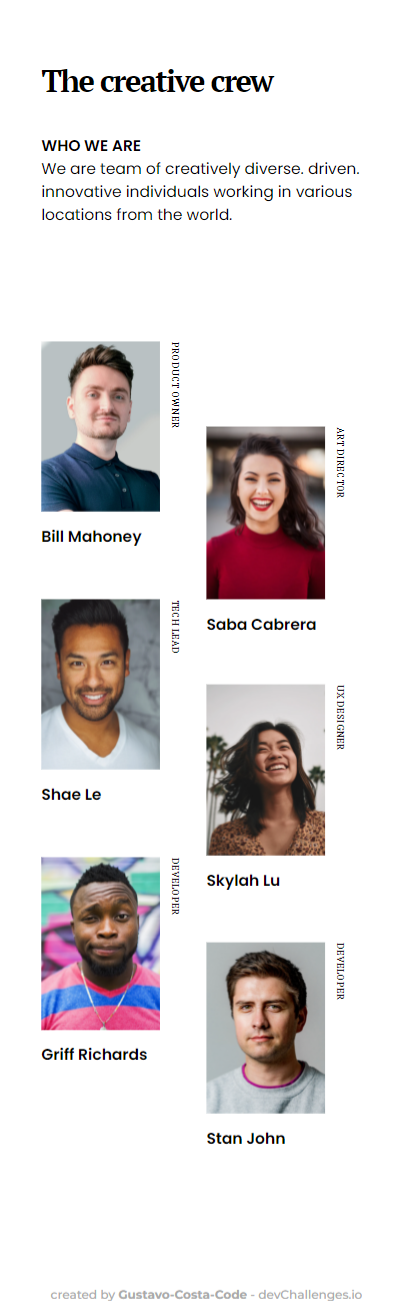 The creative crew
WHO WE ARE
We are team of creatively diverse. driven.
innovative individuals working in various
locations from the world.
PRODUCT OWNER
Bill Mahoney
ART DIRECTOR
Saba Cabrera
TECH LEAD
Shae Le
UX DESIGNER
Skylah Lu
DEVELOPER
Griff Richards
DEVELOPER
Stan John
created by Gustavo-Costa-Code - devChallenges.io